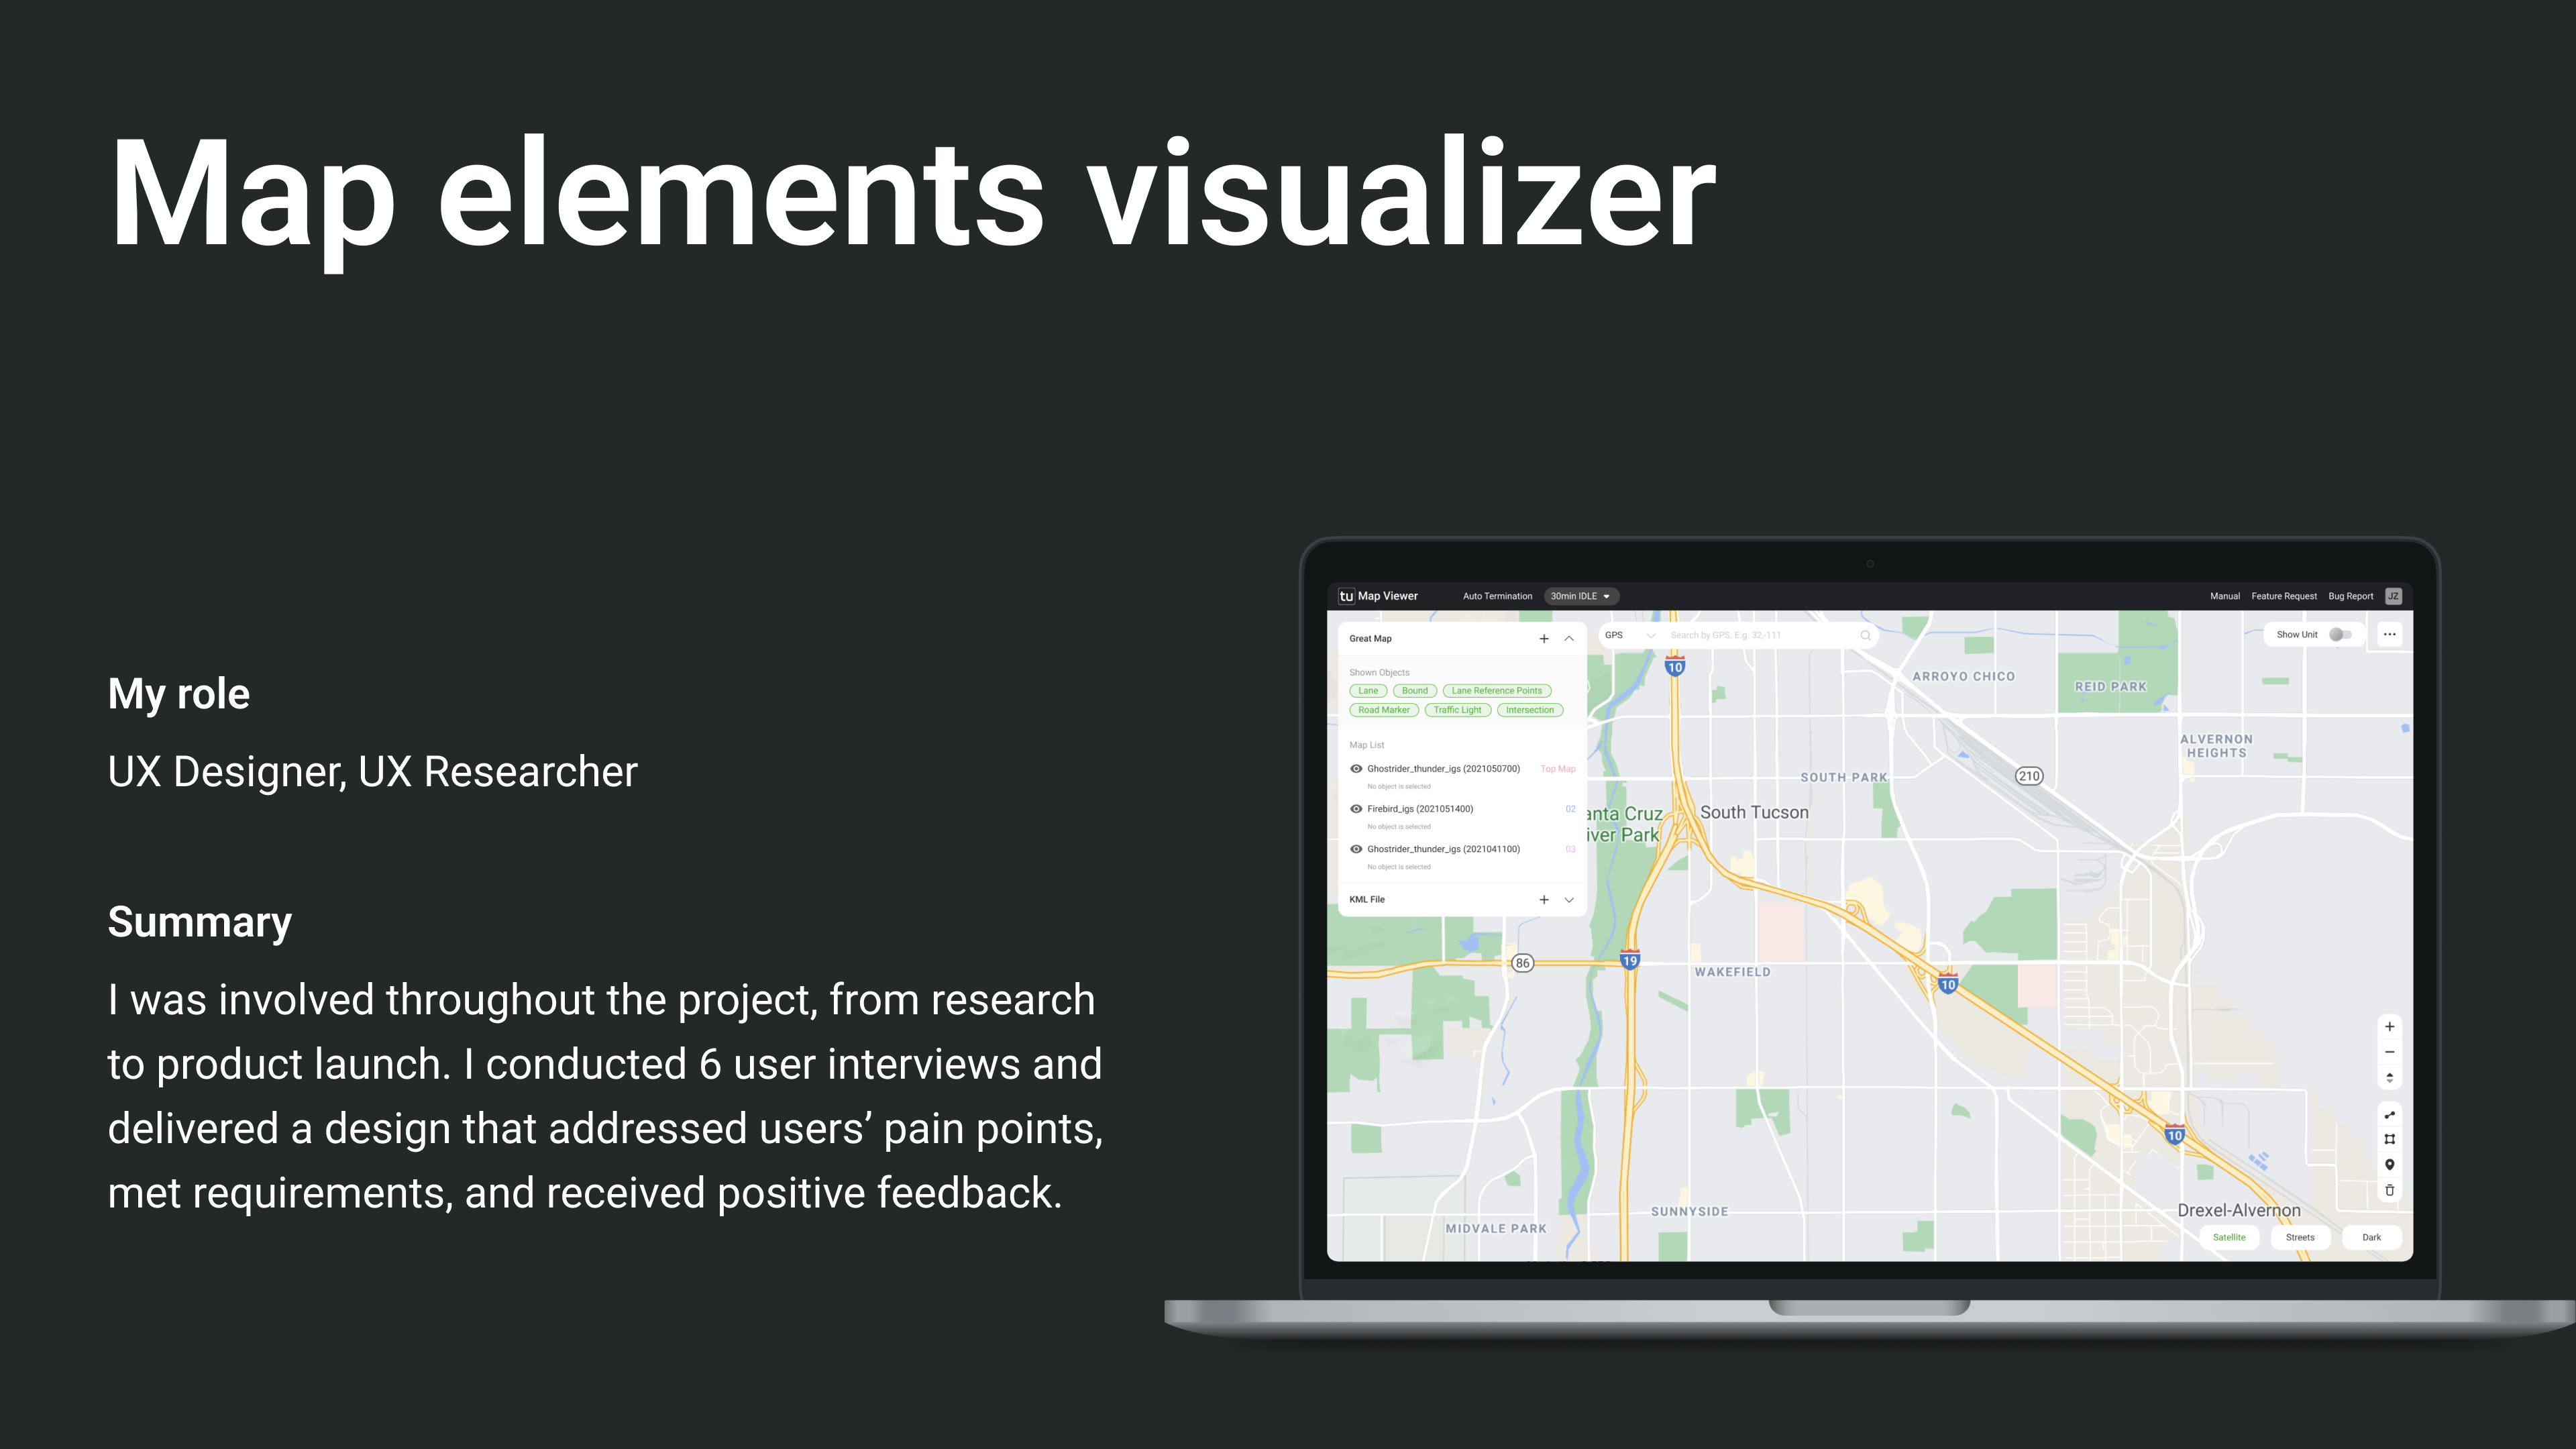 Map elements visualizer
My role
UX Designer, UX Researcher
Summary
I was involved throughout the project, from research
to product launch. I conducted 6 user interviews and
delivered a design that addressed users’ pain points,
met requirements, and received positive feedback.
tu Map Viewer
Auto Termination
30min IDLE
Manual
Feature Request
Bug Report
JZ
Great Map
Shown Objects
Lane
Bound
Lane Reference Points
Road Marker
Traffic Light
Intersection
Map List
Ghostrider_thunder_igs (2021050700)
Top Map
No object is selected
Firebird_igs (2021051400)
02
No object is selected
Ghostrider_thunder_igs (2021041100)
03
No object is selected
KML File
GPS
Search by GPS. E.g. 32,-111
Show Unit
10
ARROYO CHICO
REID PARK
ALVERNON
HEIGHTS
SOUTH PARK
210
anta Cruz
iver Park
South Tucson
86
19
WAKEFIELD
10
10
SUNNYSIDE
MIDVALE PARK
Drexel-Alvernon
Satellite
Streets
Dark